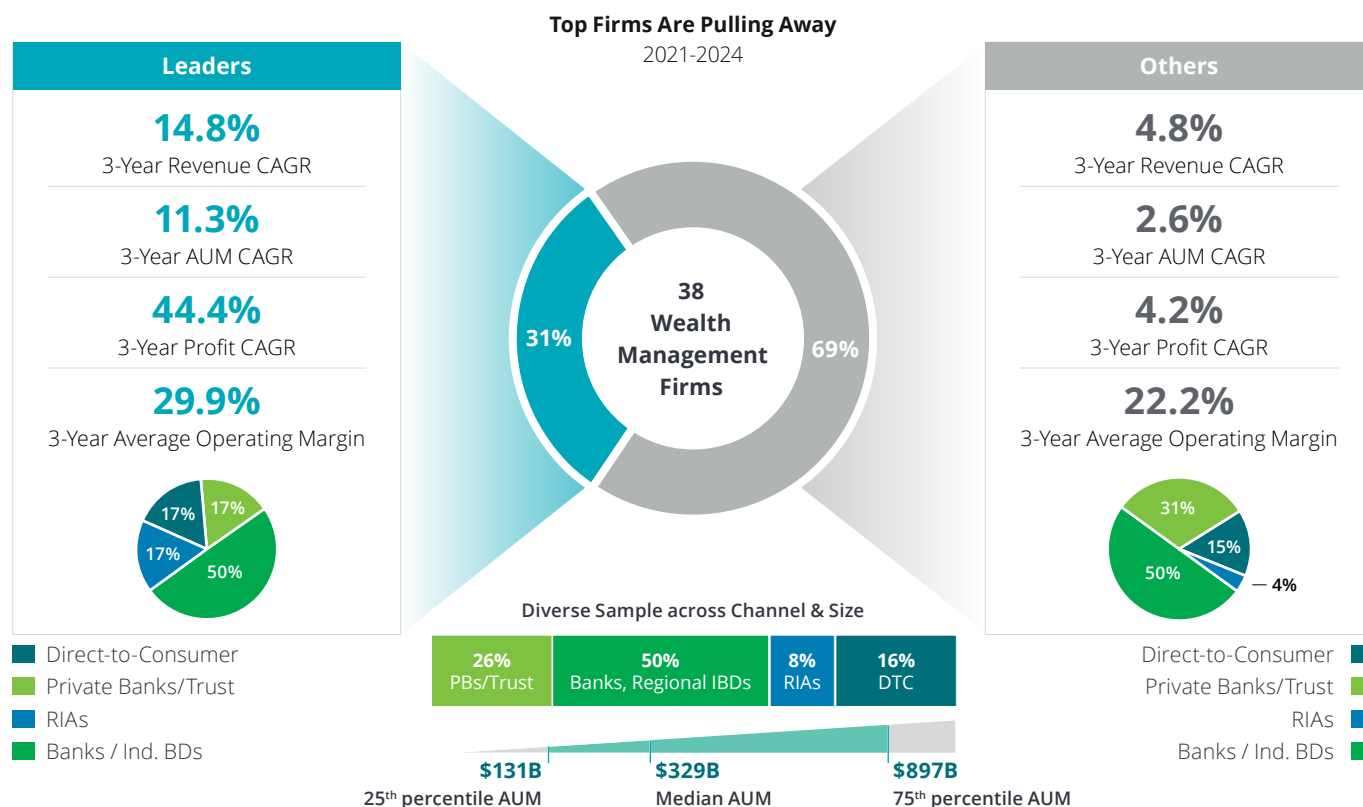 Top Firms Are Pulling Away
2021-2024
Leaders
14.8%
3-Year Revenue CAGR
11.3%
3-Year AUM CAGR
44.4%
3-Year Profit CAGR
29.9%
3-Year Average Operating Margin
17%
17%
17%
50%
Direct-to-Consumer
Private Banks/Trust
RIAs
Banks / Ind. BDs
31%
38
Wealth
Management
Firms
69%
Diverse Sample across Channel & Size
26%
PBs/Trust
50%
Banks, Regional IBDs
8%
RIAs
16%
DTC
$131B
25th percentile AUM
$329B
Median AUM
$897B
75th percentile AUM
Others
4.8%
3-Year Revenue CAGR
2.6%
3-Year AUM CAGR
4.2%
3-Year Profit CAGR
22.2%
3-Year Average Operating Margin
31%
15%
50%
4%
Direct-to-Consumer
Private Banks/Trust
RIAs
Banks / Ind. BDs